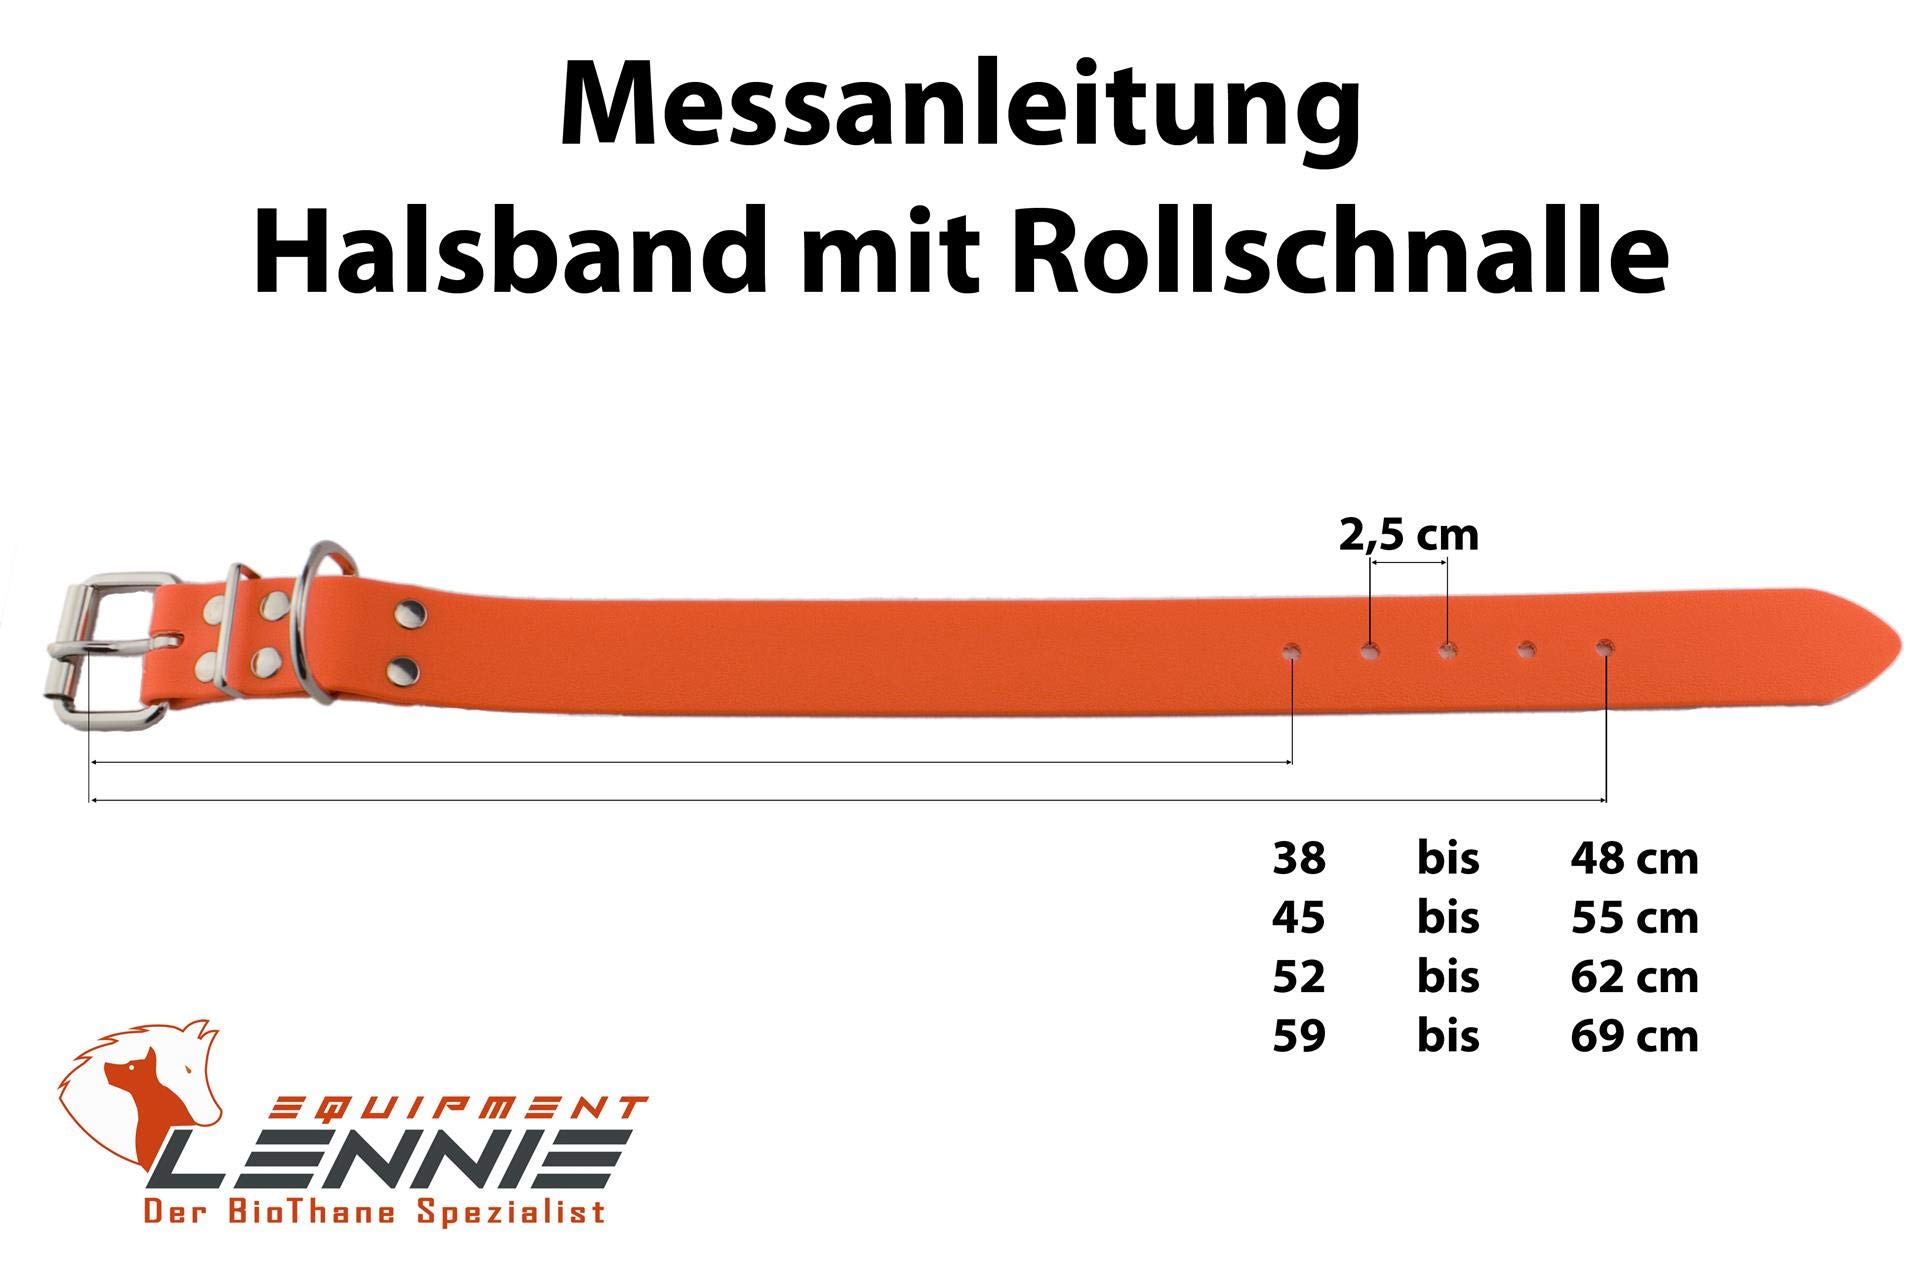 Messanleitung
Halsband mit Rollschnalle
2,5 cm
38 bis 48 cm
45 bis 55 cm
52 bis 62 cm
59 bis 69 cm
EQUIPMENT
LENNIE
Der BioThane Spezialist